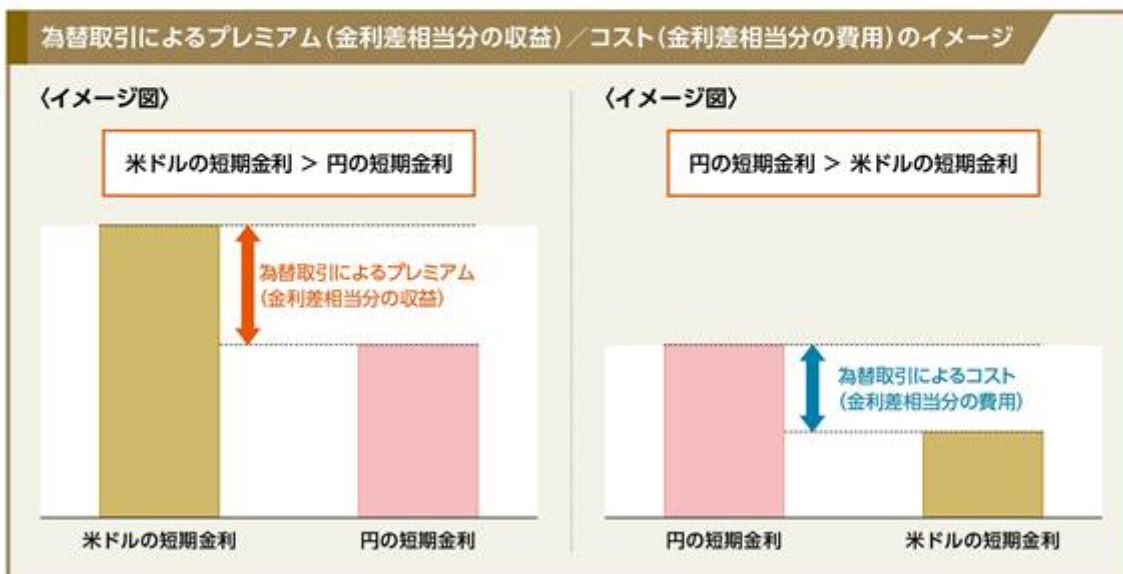 為替取引によるプレミアム(金利差相当分の収益)／コスト(金利差相当分の費用)のイメージ
〈イメージ図〉
米ドルの短期金利 > 円の短期金利
為替取引によるプレミアム
(金利差相当分の収益)
米ドルの短期金利
円の短期金利
〈イメージ図〉
円の短期金利 > 米ドルの短期金利
為替取引によるコスト
(金利差相当分の費用)
円の短期金利
米ドルの短期金利